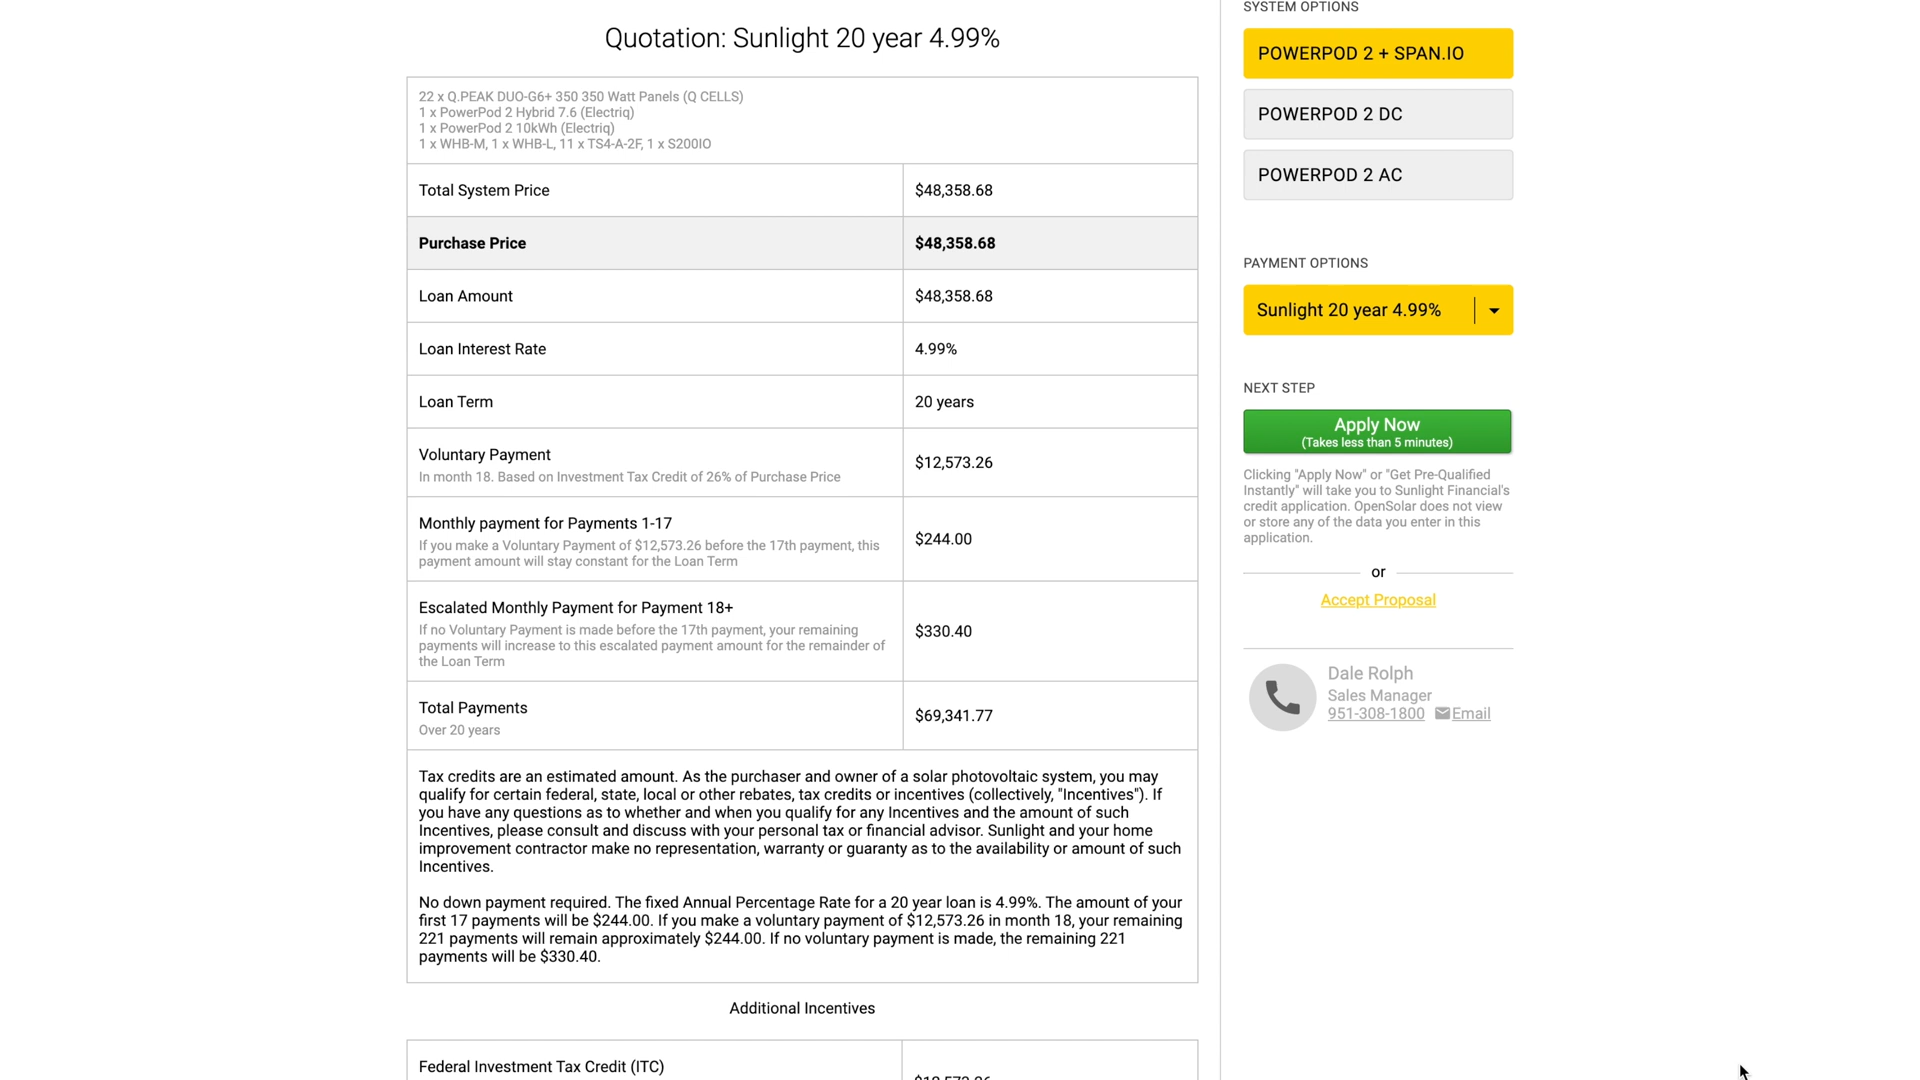 Quotation: Sunlight 20 year 4.99%
22 x Q.PEAK DUO-G6+ 350 350 Watt Panels (Q CELLS)
1 x PowerPod 2 Hybrid 7.6 (Electriq)
1 x PowerPod 2 10kWh (Electriq)
1 x WHB-M, 1 x WHB-L, 11 x TS4-A-2F, 1 x S200IO
Total System Price
$48,358.68
Purchase Price
$48,358.68
Loan Amount
$48,358.68
Loan Interest Rate
4.99%
Loan Term
20 years
Voluntary Payment
In month 18. Based on Investment Tax Credit of 26% of Purchase Price
$12,573.26
Monthly payment for Payments 1-17
If you make a Voluntary Payment of $12,573.26 before the 17th payment, this
payment amount will stay constant for the Loan Term
$244.00
Escalated Monthly Payment for Payment 18+
If no Voluntary Payment is made before the 17th payment, your remaining
payments will increase to this escalated payment amount for the remainder of
the Loan Term
$330.40
Total Payments
Over 20 years
$69,341.77
Tax credits are an estimated amount. As the purchaser and owner of a solar photovoltaic system, you may
qualify for certain federal, state, local or other rebates, tax credits or incentives (collectively, "Incentives"). If
you have any questions as to whether and when you qualify for any Incentives and the amount of such
Incentives, please consult and discuss with your personal tax or financial advisor. Sunlight and your home
improvement contractor make no representation, warranty or guaranty as to the availability or amount of such
Incentives.
No down payment required. The fixed Annual Percentage Rate for a 20 year loan is 4.99%. The amount of your
first 17 payments will be $244.00. If you make a voluntary payment of $12,573.26 in month 18, your remaining
221 payments will remain approximately $244.00. If no voluntary payment is made, the remaining 221
payments will be $330.40.
Additional Incentives
Federal Investment Tax Credit (ITC)
SYSTEM OPTIONS
POWERPOD 2 + SPAN.IO
POWERPOD 2 DC
POWERPOD 2 AC
PAYMENT OPTIONS
Sunlight 20 year 4.99%
NEXT STEP
Apply Now
(Takes less than 5 minutes)
Clicking "Apply Now" or "Get Pre-Qualified
Instantly" will take you to Sunlight Financial's
credit application. OpenSolar does not view
or store any of the data you enter in this
application.
or
Accept Proposal
Dale Rolph
Sales Manager
951-308-1800 Email